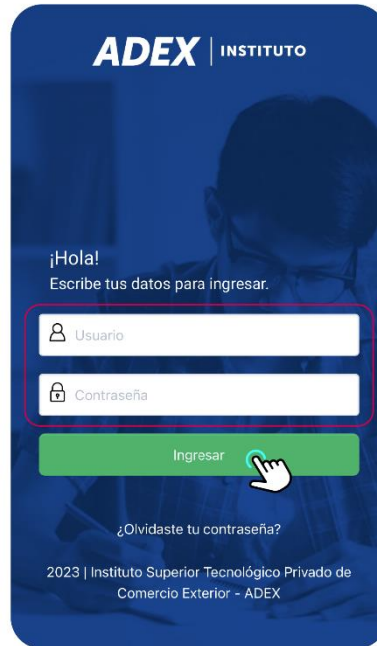 ADEX | INSTITUTO
¡Hola!
Escribe tus datos para ingresar.
Usuario
Contraseña
Ingresar
¿Olvidaste tu contraseña?
2023 | Instituto Superior Tecnológico Privado de
Comercio Exterior - ADEX